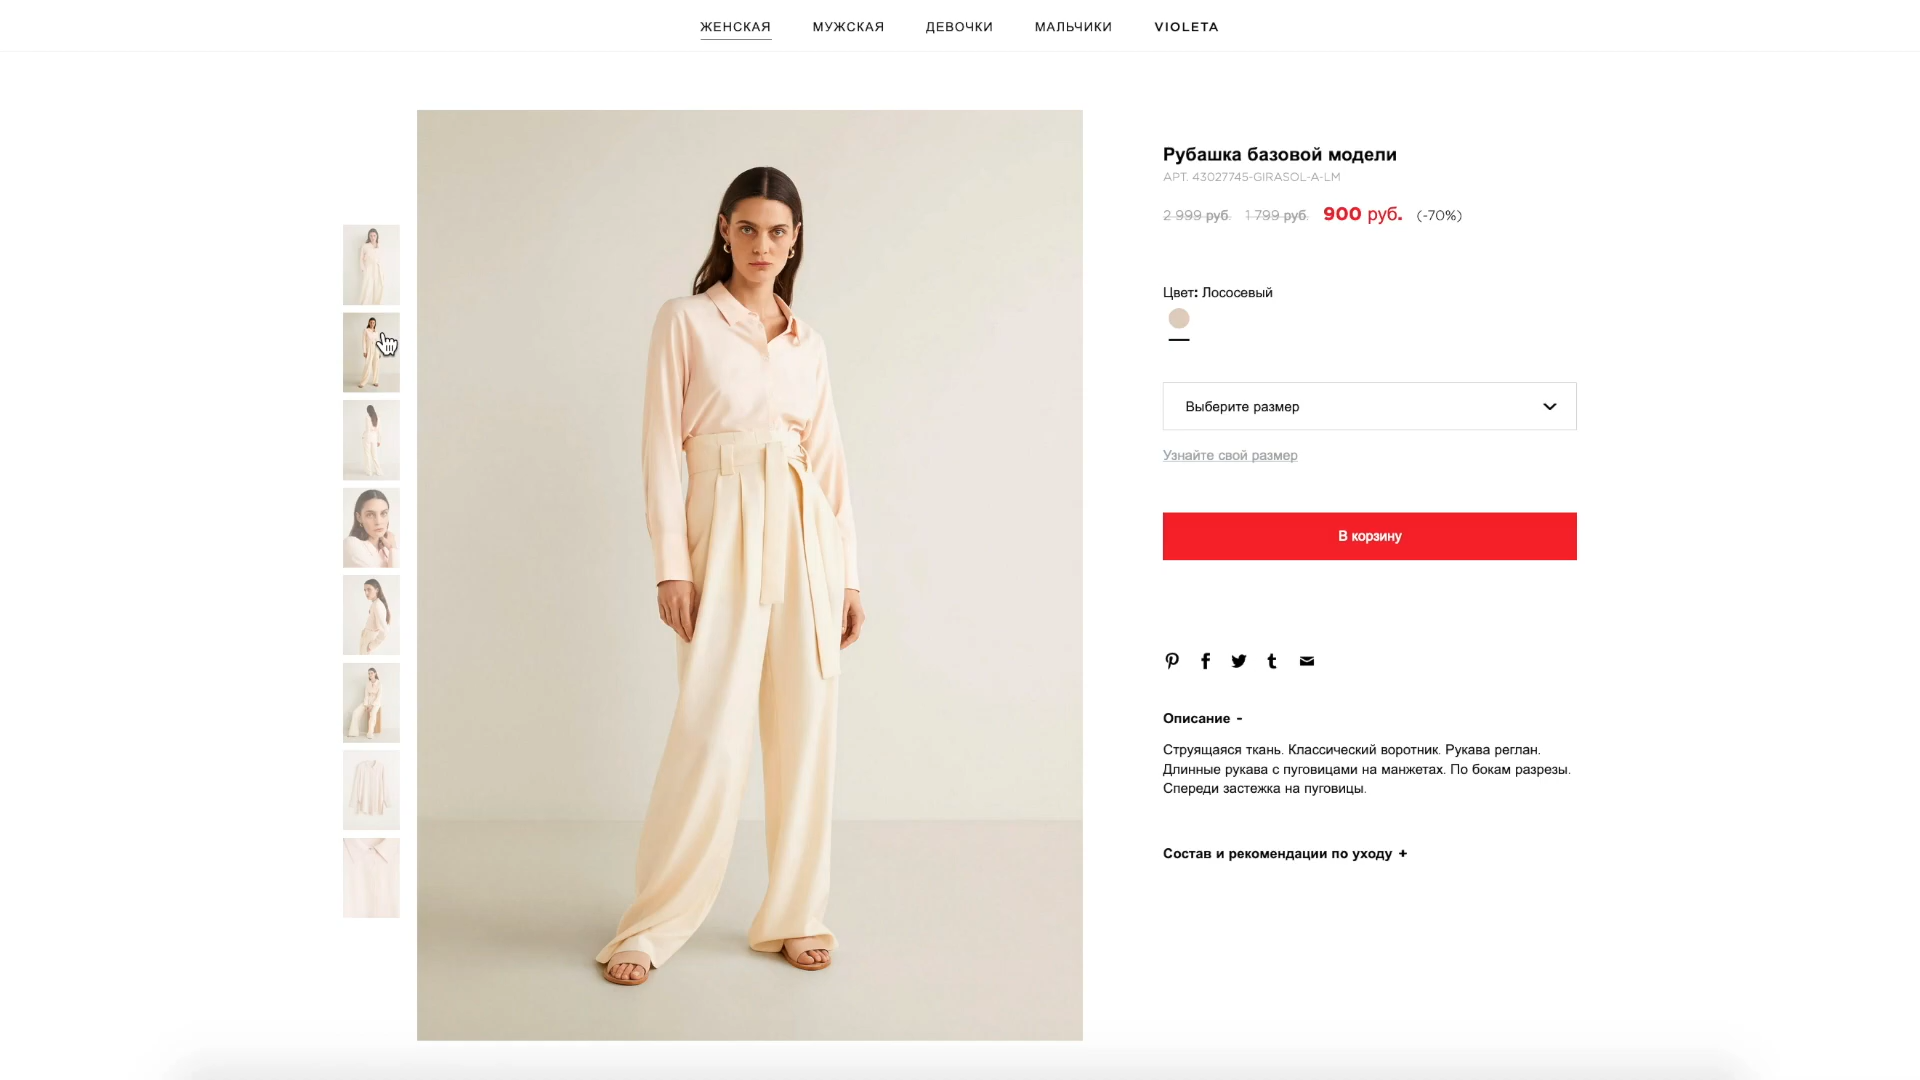 ЖЕНСКАЯ МУЖСКАЯ ДЕВОЧКИ МАЛЬЧИКИ VIOLETA
Рубашка базовой модели
АРТ. 43027745-GIRASOL-A-LM
2 999 руб. 1 799 руб. 900 руб. (-70%)
Цвет: Лососевый
Выберите размер
Узнайте свой размер
В корзину
Описание -
Струящаяся ткань. Классический воротник. Рукава реглан.
Длинные рукава с пуговицами на манжетах. По бокам разрезы.
Спереди застежка на пуговицы.
Состав и рекомендации по уходу +